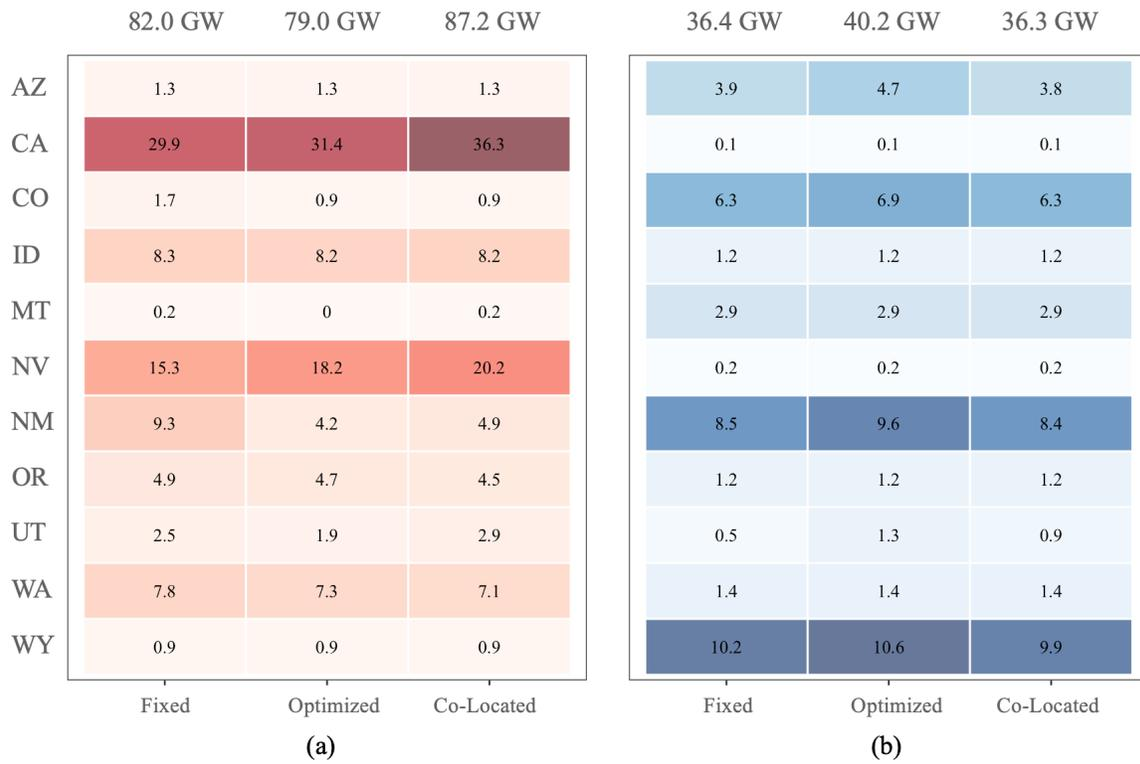 82.0 GW 79.0 GW 87.2 GW 36.4 GW 40.2 GW 36.3 GW
AZ 1.3 1.3 1.3 3.9 4.7 3.8
CA 29.9 31.4 36.3 0.1 0.1 0.1
CO 1.7 0.9 0.9 6.3 6.9 6.3
ID 8.3 8.2 8.2 1.2 1.2 1.2
MT 0.2 0 0.2 2.9 2.9 2.9
NV 15.3 18.2 20.2 0.2 0.2 0.2
NM 9.3 4.2 4.9 8.5 9.6 8.4
OR 4.9 4.7 4.5 1.2 1.2 1.2
UT 2.5 1.9 2.9 0.5 1.3 0.9
WA 7.8 7.3 7.1 1.4 1.4 1.4
WY 0.9 0.9 0.9 10.2 10.6 9.9
Fixed Optimized Co-Located Fixed Optimized Co-Located
(a) (b)